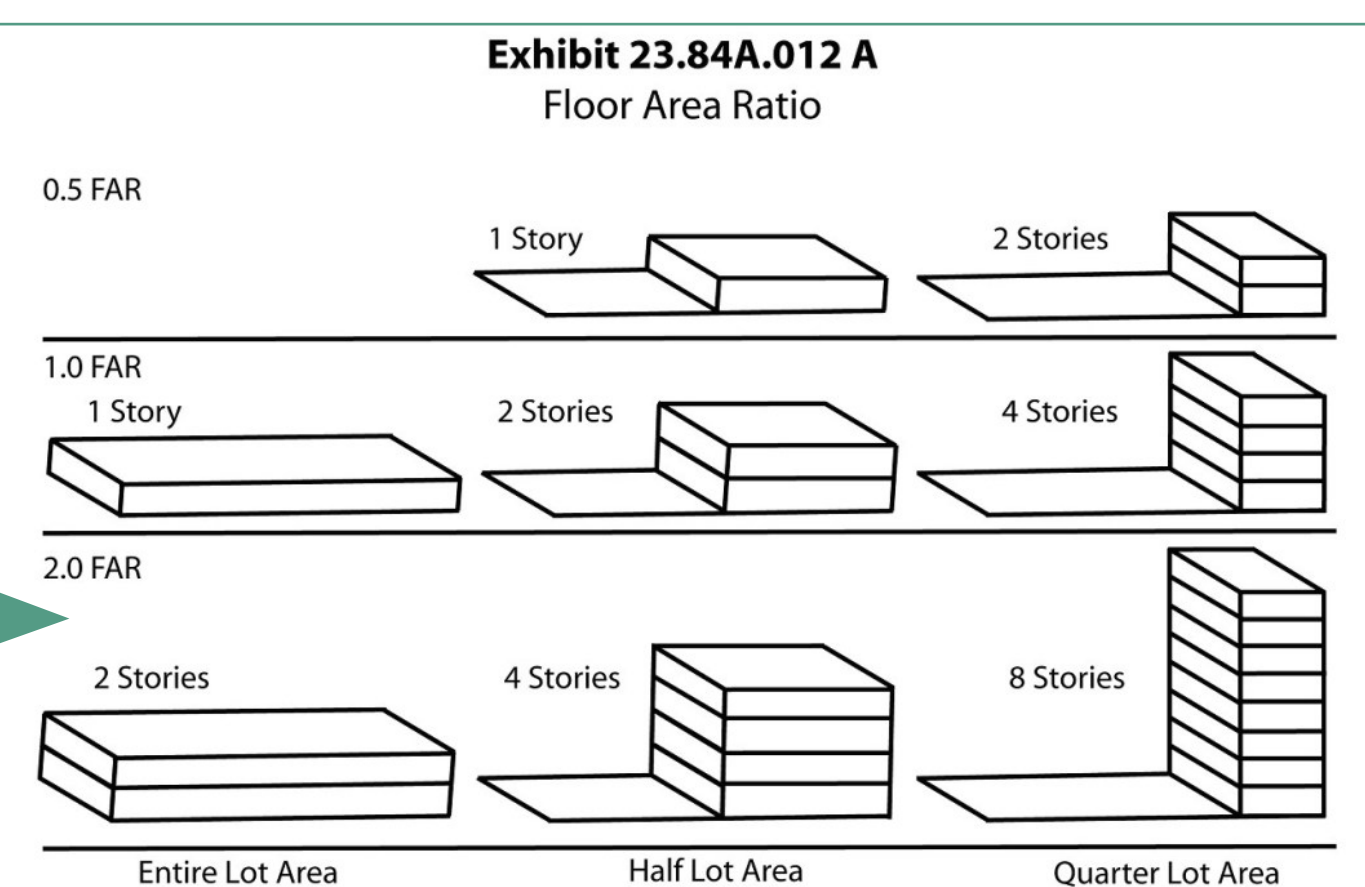 Exhibit 23.84A.012 A
Floor Area Ratio
0.5 FAR
1 Story
2 Stories
1.0 FAR
1 Story
2 Stories
4 Stories
2.0 FAR
2 Stories
4 Stories
8 Stories
Entire Lot Area
Half Lot Area
Quarter Lot Area